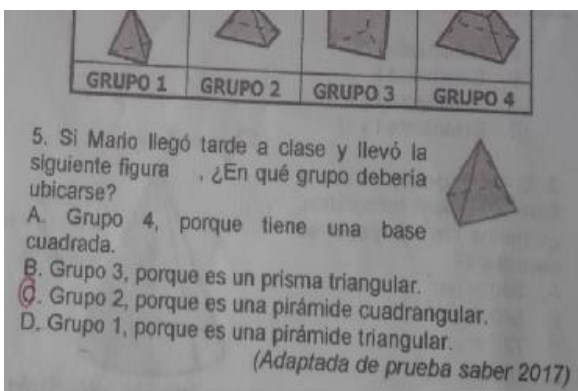 GRUPO 1 GRUPO 2 GRUPO 3 GRUPO 4
5. Si Mario llegó tarde a clase y llevó la
siguiente figura , ¿En qué grupo debería
ubicarse?
A. Grupo 4, porque tiene una base
cuadrada.
B. Grupo 3, porque es un prisma triangular.
C. Grupo 2, porque es una pirámide cuadrangular.
D. Grupo 1, porque es una pirámide triangular.
(Adaptada de prueba saber 2017)